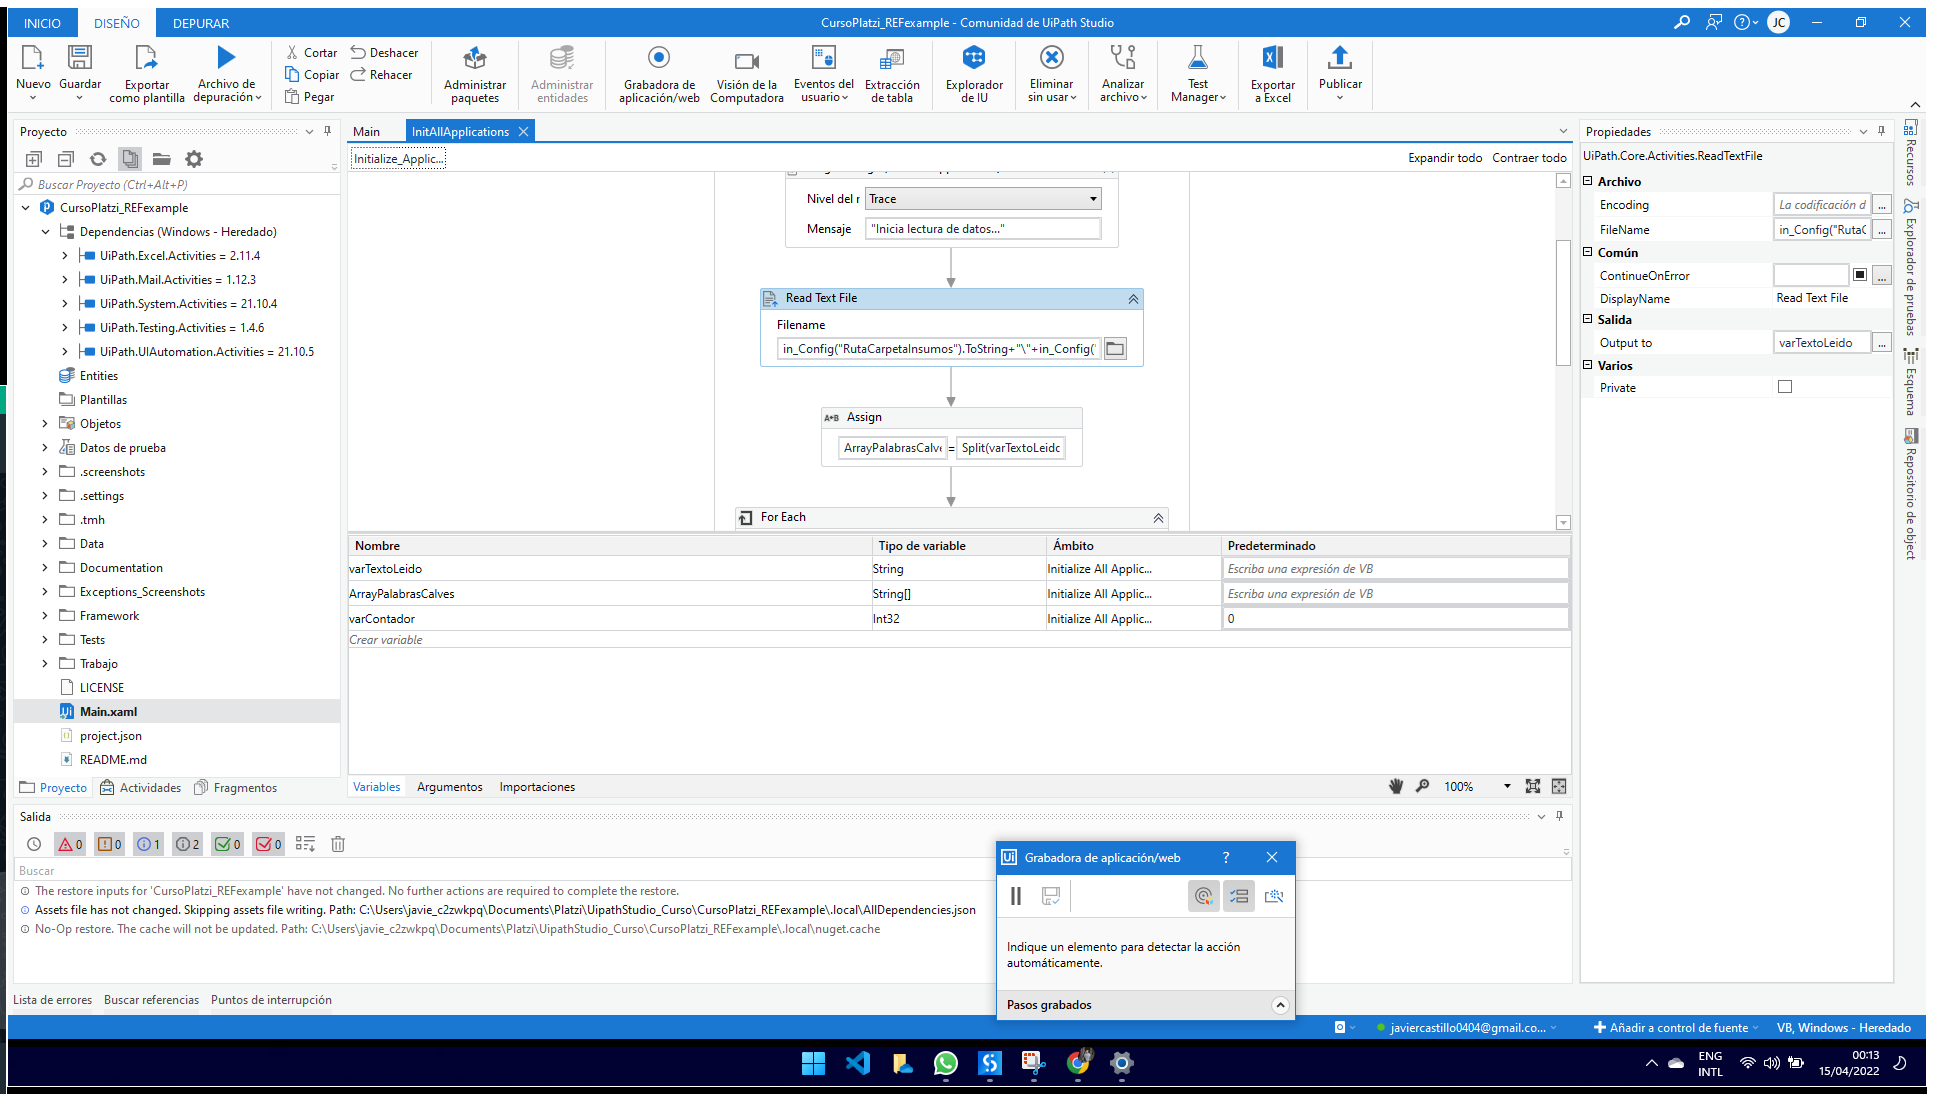 INICIO DISEÑO DEPURAR CursoPlatzi_REFexample - Comunidad de UiPath Studio JC
Nuevo Guardar Exportar como plantilla Archivo de depuración Cortar Copiar Pegar Deshacer Rehacer Administrar paquetes Administrar entidades Grabadora de aplicación/web Visión de la Computadora Eventos del usuario Extracción de tabla Explorador de IU Eliminar sin usar Analizar archivo Test Manager Exportar a Excel Publicar
Proyecto
Buscar Proyecto (Ctrl+Alt+P)
CursoPlatzi_REFexample
Dependencias (Windows - Heredado)
UiPath.Excel.Activities = 2.11.4
UiPath.Mail.Activities = 1.12.3
UiPath.System.Activities = 21.10.4
UiPath.Testing.Activities = 1.4.6
UiPath.UIAutomation.Activities = 21.10.5
Entities
Plantillas
Objetos
Datos de prueba
.screenshots
.settings
.tmh
Data
Documentation
Exceptions_Screenshots
Framework
Tests
Trabajo
LICENSE
Main.xaml
project.json
README.md
Proyecto Actividades Fragmentos
Main InitAllApplications
Initialize_Applic... Expandir todo Contraer todo
Nivel del r Trace
Mensaje "Inicia lectura de datos..."
Read Text File
Filename
in_Config("RutaCarpetaInsumos").ToString+"\"+in_Config("
A+B Assign
ArrayPalabrasCalve = Split(varTextoLeido
For Each
Nombre Tipo de variable Ámbito Predeterminado
varTextoLeido String Initialize All Applic... Escriba una expresión de VB
ArrayPalabrasCalves String[] Initialize All Applic... Escriba una expresión de VB
varContador Int32 Initialize All Applic... 0
Crear variable
Variables Argumentos Importaciones 100%
Propiedades
UiPath.Core.Activities.ReadTextFile
Archivo
Encoding La codificación d ...
FileName in_Config("RutaC ...
Común
ContinueOnError ...
DisplayName Read Text File
Salida
Output to varTextoLeido ...
Varios
Private
Recursos
Explorador de pruebas
Esquema
Repositorio de object
Salida
0 0 1 2 0 0
Buscar
The restore inputs for 'CursoPlatzi_REFexample' have not changed. No further actions are required to complete the restore.
Assets file has not changed. Skipping assets file writing. Path: C:\Users\javie_c2zwkpq\Documents\Platzi\UipathStudio_Curso\CursoPlatzi_REFexample\.local\AllDependencies.json
No-Op restore. The cache will not be updated. Path: C:\Users\javie_c2zwkpq\Documents\Platzi\UipathStudio_Curso\CursoPlatzi_REFexample\.local\nuget.cache
Lista de errores Buscar referencias Puntos de interrupción
Ui Grabadora de aplicación/web ?
Indique un elemento para detectar la acción
automáticamente.
Pasos grabados
javiercastillo0404@gmail.co... Añadir a control de fuente VB, Windows - Heredado
ENG
INTL
00:13
15/04/2022